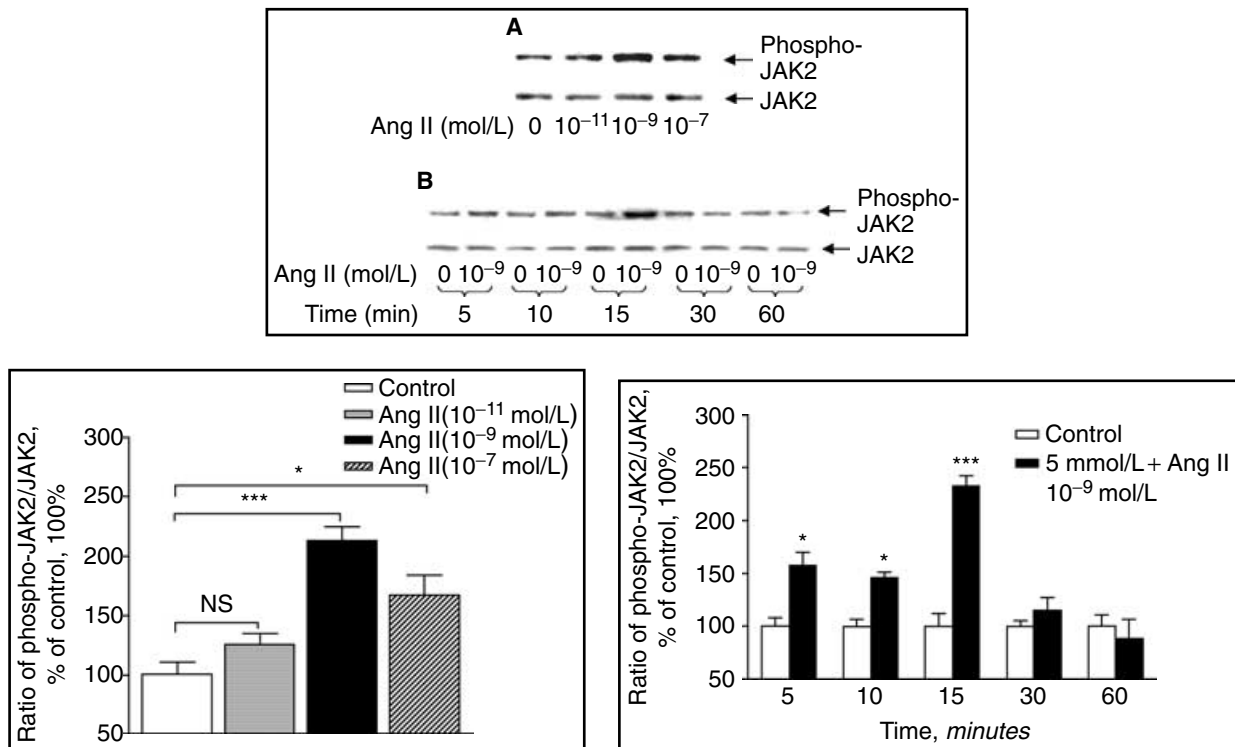 A
Phospho-
JAK2
JAK2
Ang II (mol/L) 0 10⁻¹¹ 10⁻⁹ 10⁻⁷
B
Phospho-
JAK2
JAK2
Ang II (mol/L) 0 10⁻⁹ 0 10⁻⁹ 0 10⁻⁹ 0 10⁻⁹ 0 10⁻⁹
Time (min) 5 10 15 30 60
Ratio of phospho-JAK2/JAK2,
% of control, 100%
Control
Ang II(10⁻¹¹ mol/L)
Ang II(10⁻⁹ mol/L)
Ang II(10⁻⁷ mol/L)
300
250
200
150
100
50
*
***
NS
Ratio of phospho-JAK2/JAK2,
% of control, 100%
300
250
200
150
100
50
Control
5 mmol/L + Ang II
10⁻⁹ mol/L
* * ***
5 10 15 30 60
Time, minutes